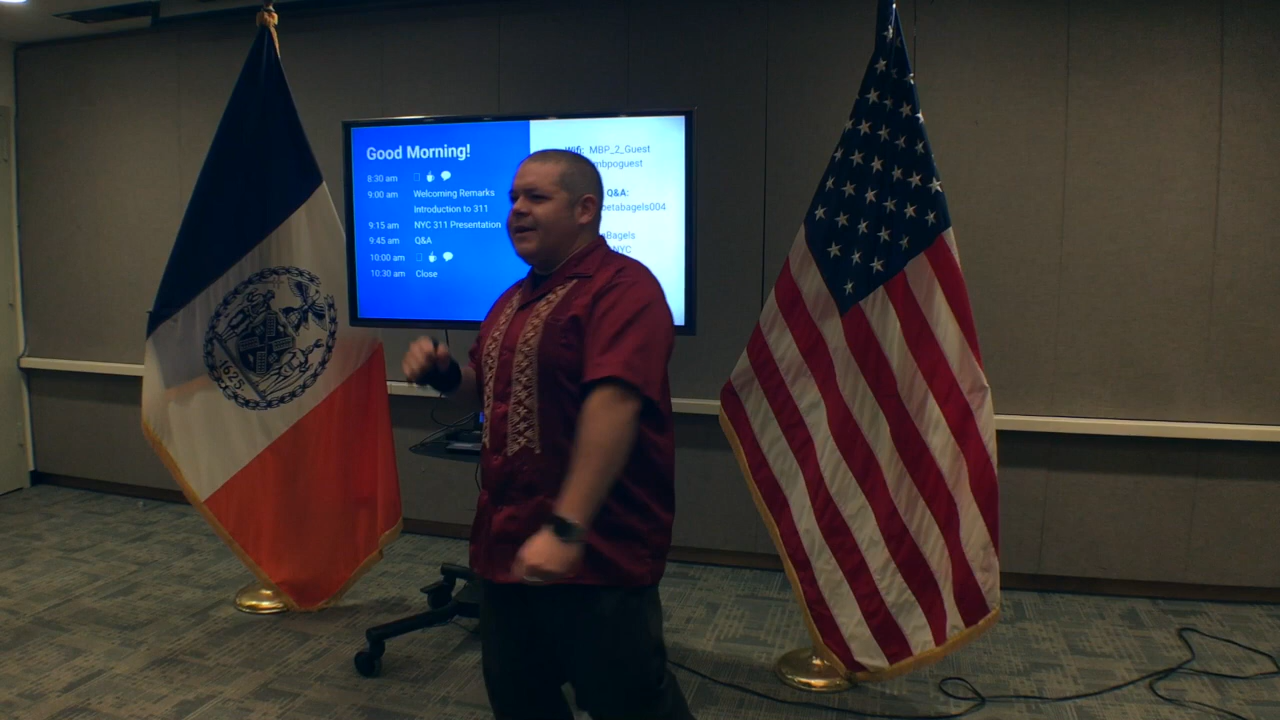 Good Morning!
8:30 am
9:00 am Welcoming Remarks
Introduction to 311
9:15 am NYC 311 Presentation
9:45 am Q&A
10:00 am
10:30 am Close
Wifi: MBP_2_Guest
mbpoguest
Q&A:
betabagels004
Bagels
NYC
1625